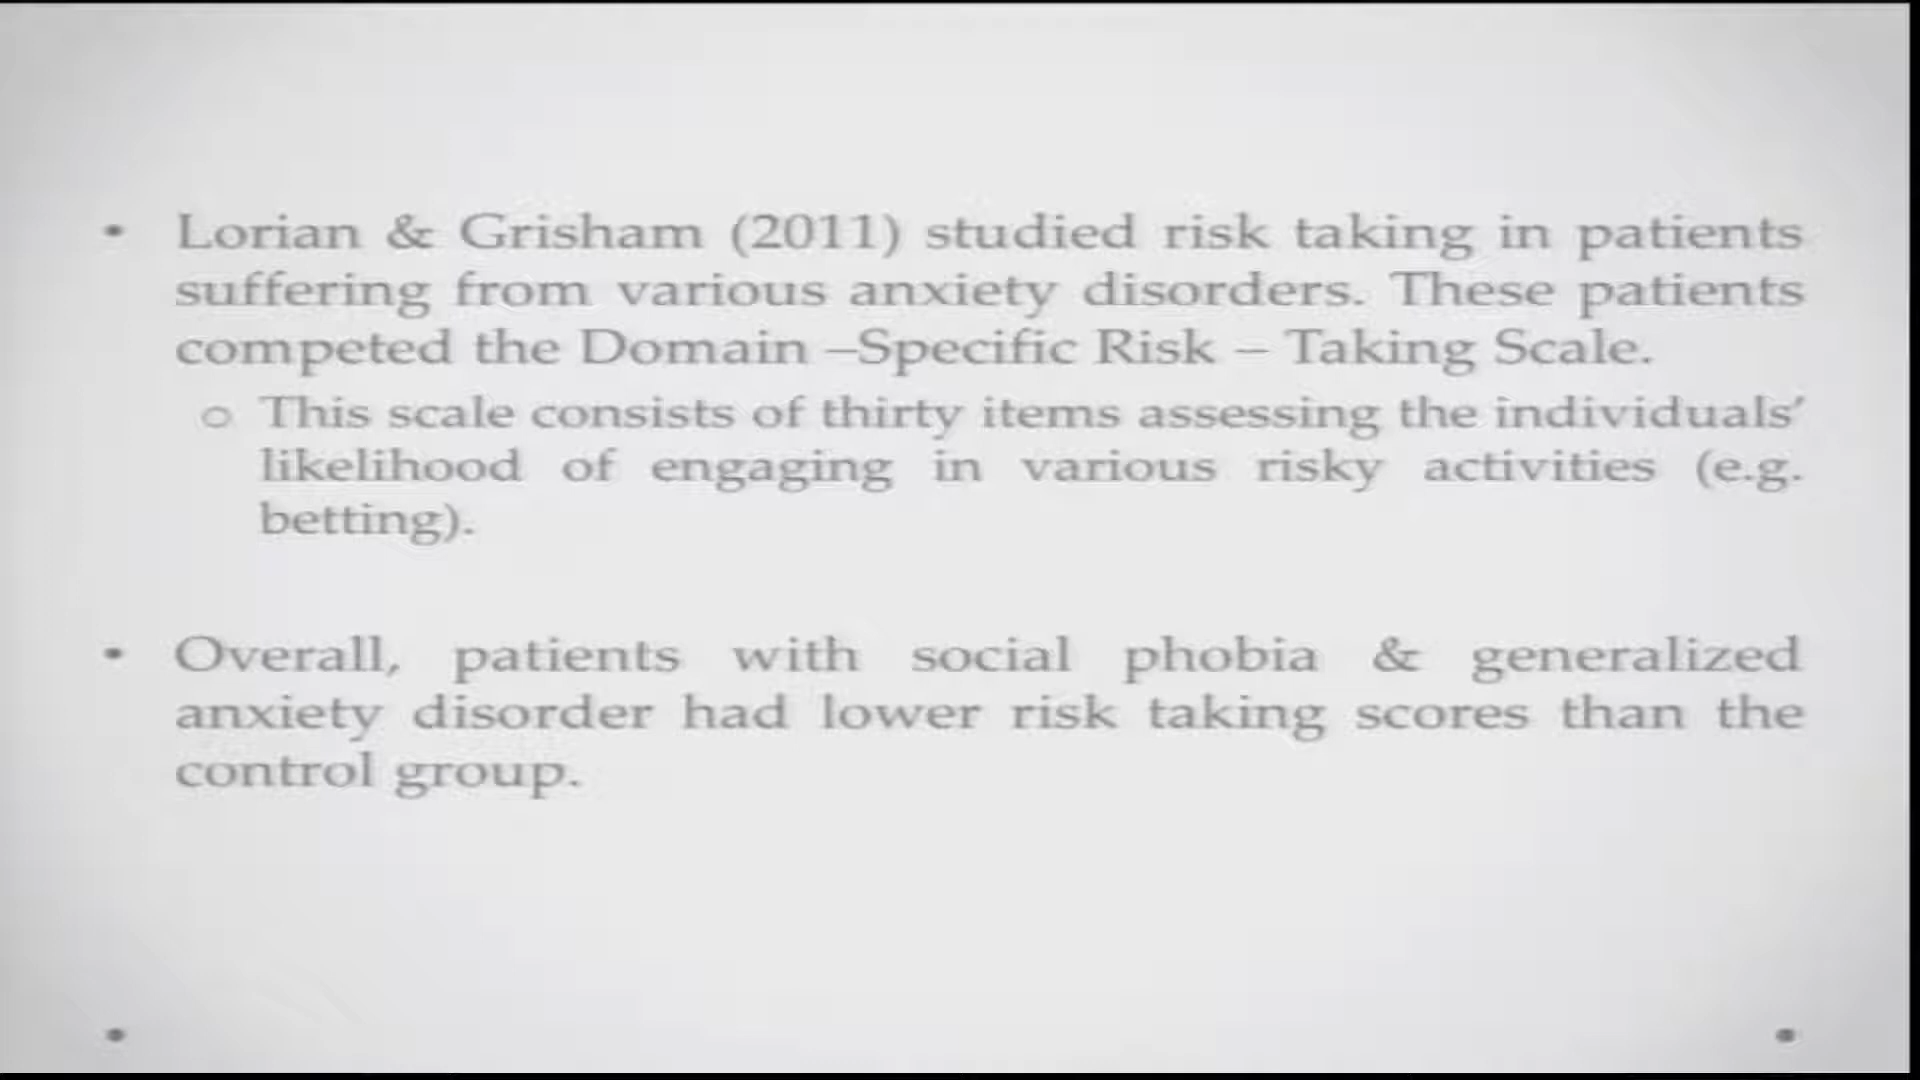 • Lorian & Grisham (2011) studied risk taking in patients
suffering from various anxiety disorders. These patients
competed the Domain –Specific Risk – Taking Scale.
o This scale consists of thirty items assessing the individuals’
likelihood of engaging in various risky activities (e.g.
betting).
• Overall, patients with social phobia & generalized
anxiety disorder had lower risk taking scores than the
control group.